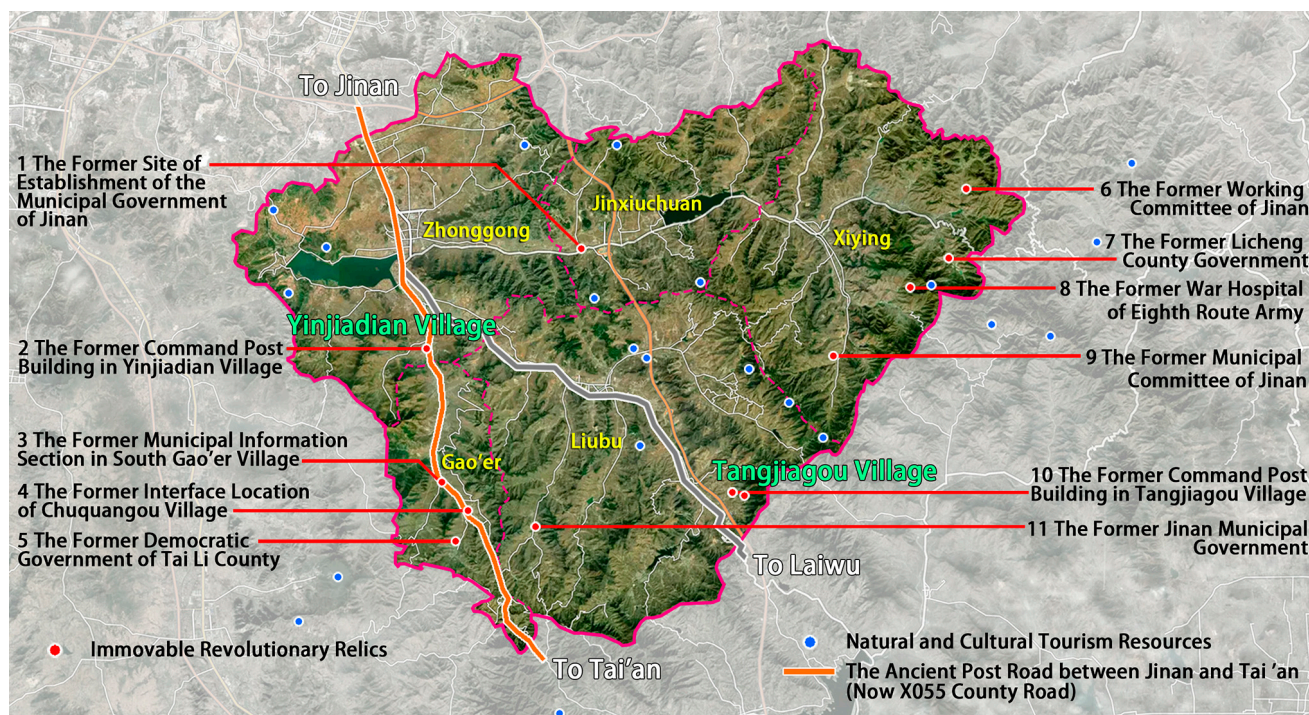 To Jinan
1 The Former Site of
Establishment of the
Municipal Government
of Jinan
Jinxiuchuan
Zhonggong
Xiying
6 The Former Working
Committee of Jinan
7 The Former Licheng
County Government
8 The Former War Hospital
of Eighth Route Army
Yinjiadian Village
2 The Former Command Post
Building in Yinjiadian Village
9 The Former Municipal
Committee of Jinan
3 The Former Municipal Information
Section in South Gao'er Village
Liubu
Gao'er
Tangjiagou Village
4 The Former Interface Location
of Chuquangou Village
10 The Former Command Post
Building in Tangjiagou Village
5 The Former Democratic
Government of Tai Li County
11 The Former Jinan Municipal
Government
To Laiwu
To Tai'an
Immovable Revolutionary Relics
Natural and Cultural Tourism Resources
The Ancient Post Road between Jinan and Tai 'an
(Now X055 County Road)